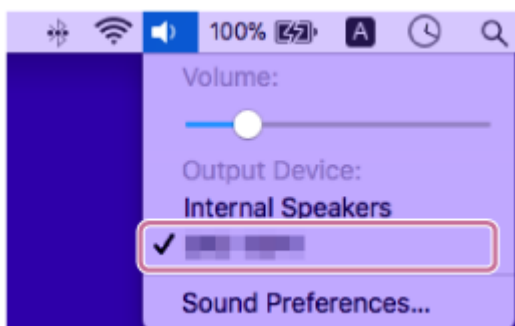 100% A
Volume:
Output Device:
Internal Speakers
Sound Preferences...